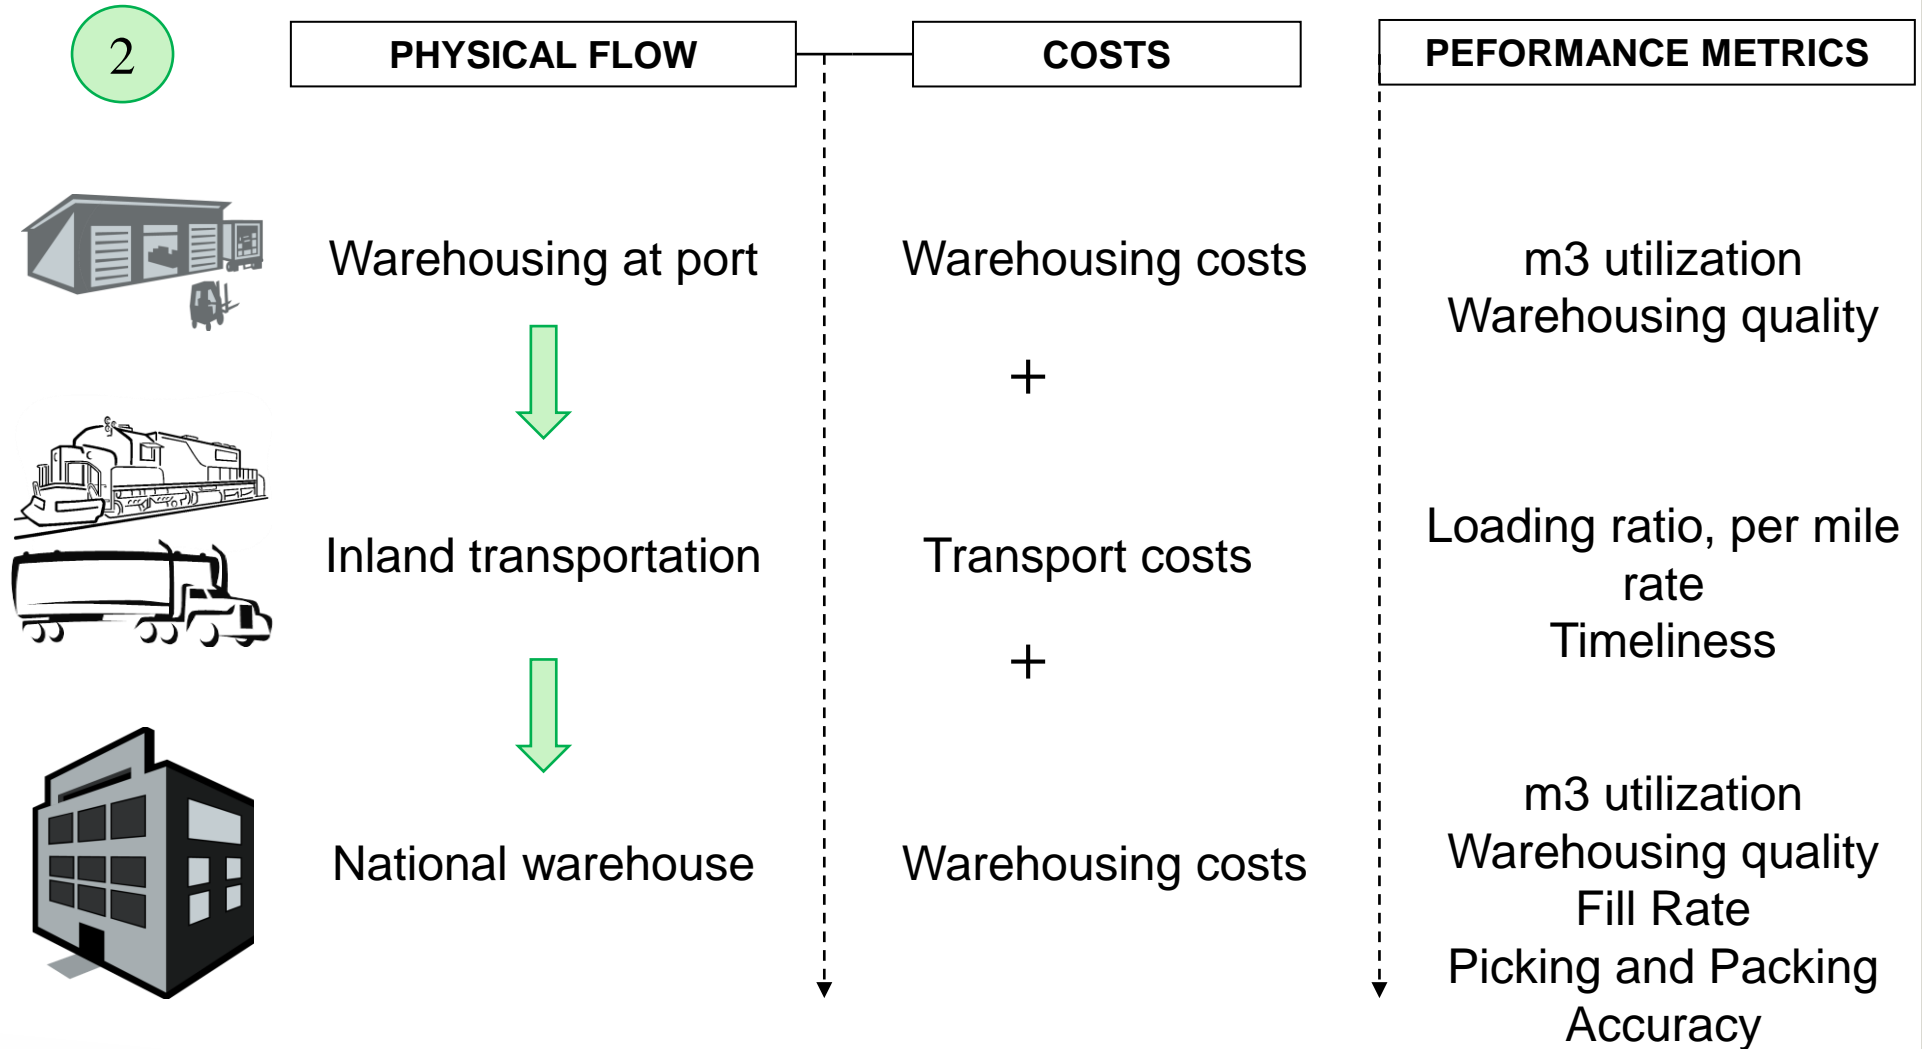 2
PHYSICAL FLOW
COSTS
PEFORMANCE METRICS
Warehousing at port
Warehousing costs
m3 utilization
Warehousing quality
+
Inland transportation
Transport costs
Loading ratio, per mile
rate
Timeliness
+
National warehouse
Warehousing costs
m3 utilization
Warehousing quality
Fill Rate
Picking and Packing
Accuracy